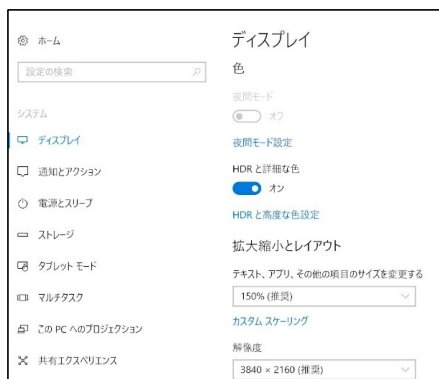 ホーム
設定の検索
システム
ディスプレイ
通知とアクション
電源とスリープ
ストレージ
タブレット モード
マルチタスク
この PC へのプロジェクション
共有エクスペリエンス
ディスプレイ
色
夜間モード
オフ
夜間モード設定
HDR と詳細な色
オン
HDR と高度な色設定
拡大縮小とレイアウト
テキスト、アプリ、その他の項目のサイズを変更する
150% (推奨)
カスタム スケーリング
解像度
3840 × 2160 (推奨)